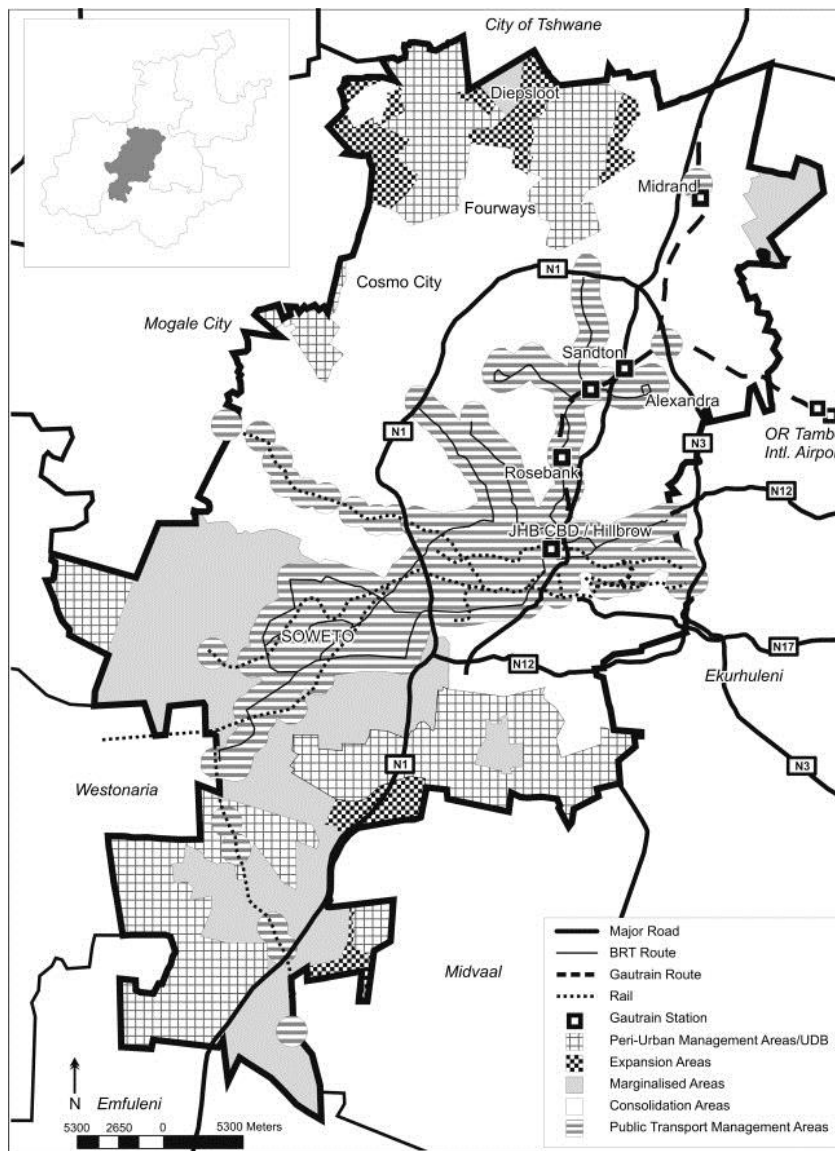 City of Tshwane
Diepsloot
Midrand
Fourways
N1
Cosmo City
Mogale City
Sandton
Alexandra
N1
N3
OR Tamb
Intl. Airpor
Rosebank
N12
JHB CBD / Hillbrow
SOWETO
N12
N17
Ekurhuleni
N1
N3
Westonaria
Major Road
BRT Route
Gautrain Route
Rail
Midvaal
Gautrain Station
Peri-Urban Management Areas/UDB
Expansion Areas
Marginalised Areas
N
Emfuleni
Consolidation Areas
5300 2650 0 5300 Meters
Public Transport Management Areas